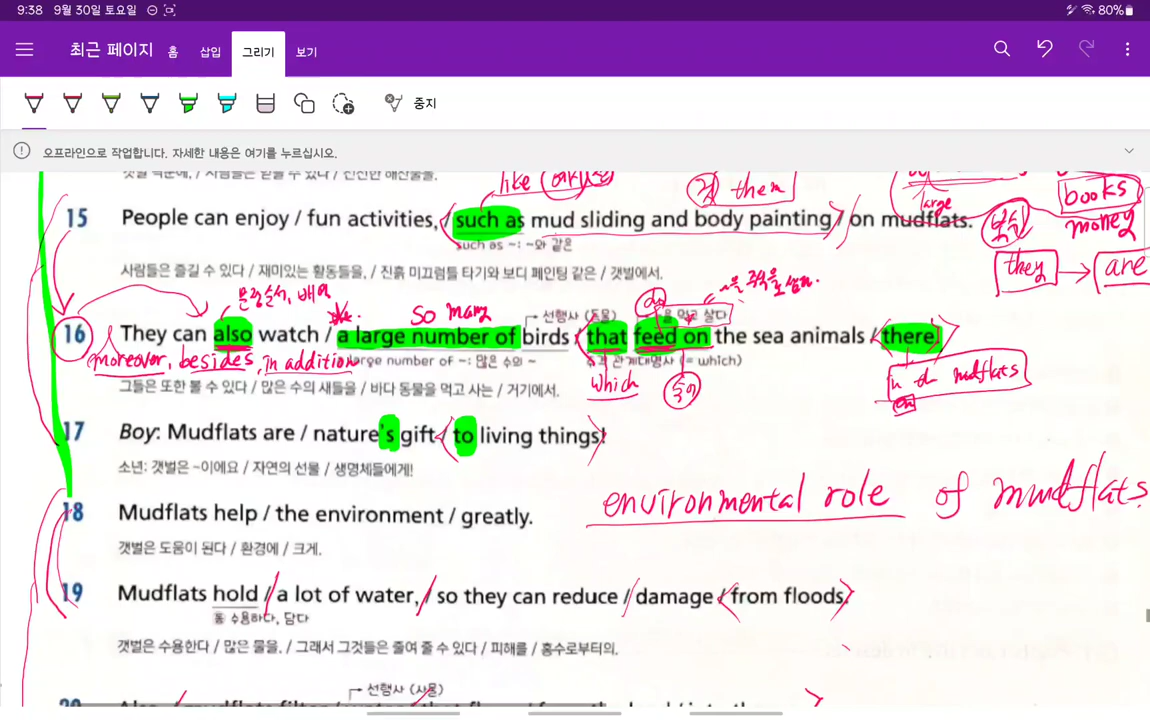 9:38 9월 30일 토요일 80%
최근 페이지 홈 삽입 그리기 보기
중지
오프라인으로 작업합니다. 자세한 내용은 여기를 누르십시오.
like
them
large
books
money
15 People can enjoy / fun activities, / such as mud sliding and body painting / on mudflats.
such as ~: ~와 같은
they → are
사람들은 즐길 수 있다 / 재미있는 활동들을, / 진흙 미끄럼틀 타기와 보디 페인팅 같은 / 갯벌에서.
so many
선행사 (동물)
을 먹고 살다
16 They can also watch / a large number of birds / that feed on the sea animals / there.
moreover, besides, in addition
large number of ~: 많은 수의 ~
주격 관계대명사 (= which)
which
mudflats
on
그들은 또한 볼 수 있다 / 많은 수의 새들을 / 바다 동물을 먹고 사는 / 거기에서.
17 Boy: Mudflats are / nature's gift / to living things!
소년: 갯벌은 ~이에요 / 자연의 선물 / 생명체들에게!
environmental role of mudflats.
18 Mudflats help / the environment / greatly.
갯벌은 도움이 된다 / 환경에 / 크게.
19 Mudflats hold / a lot of water, / so they can reduce / damage / from floods.
동 수용하다, 담다
갯벌은 수용한다 / 많은 물을, / 그래서 그것들은 줄여 줄 수 있다 / 피해를 / 홍수로부터의.
선행사 (사물)